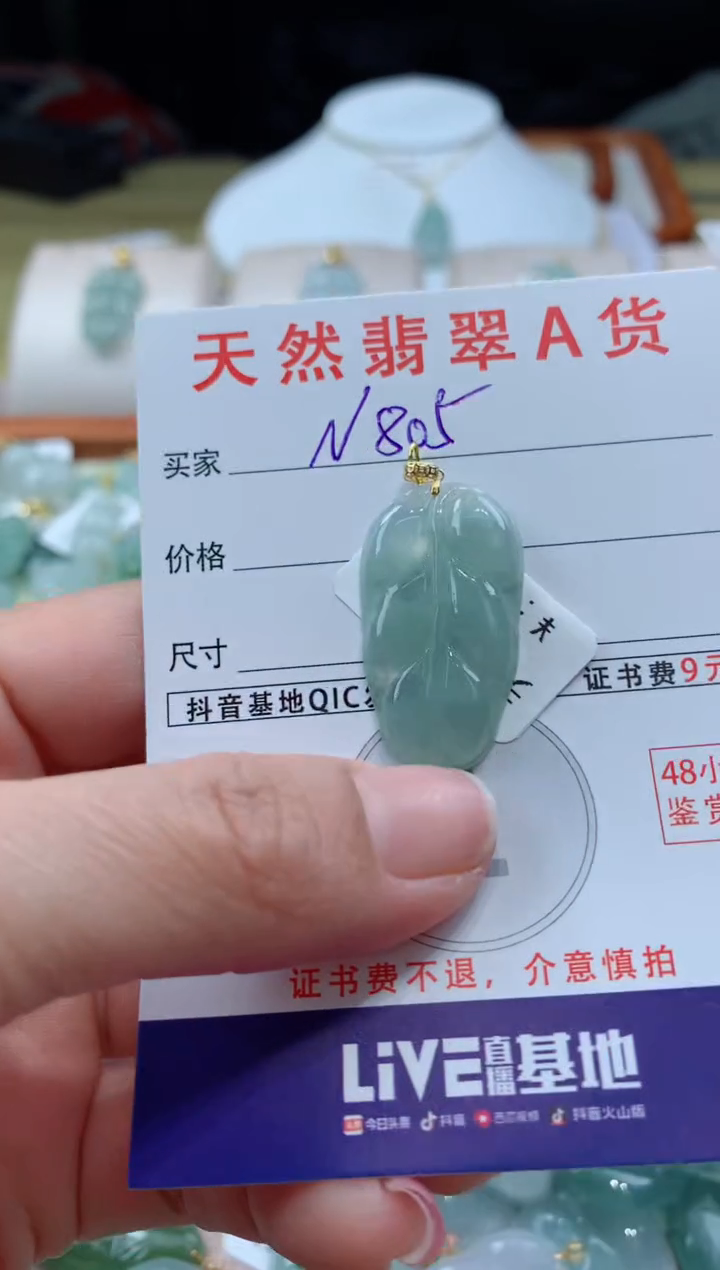 天然翡翠A货
N805
买家
价格
尺寸
抖音基地QIC
证书费9元
48小
鉴赏
证书费不退，介意慎拍
LiVE直播基地
今日头条 抖音 西瓜视频 抖音火山版